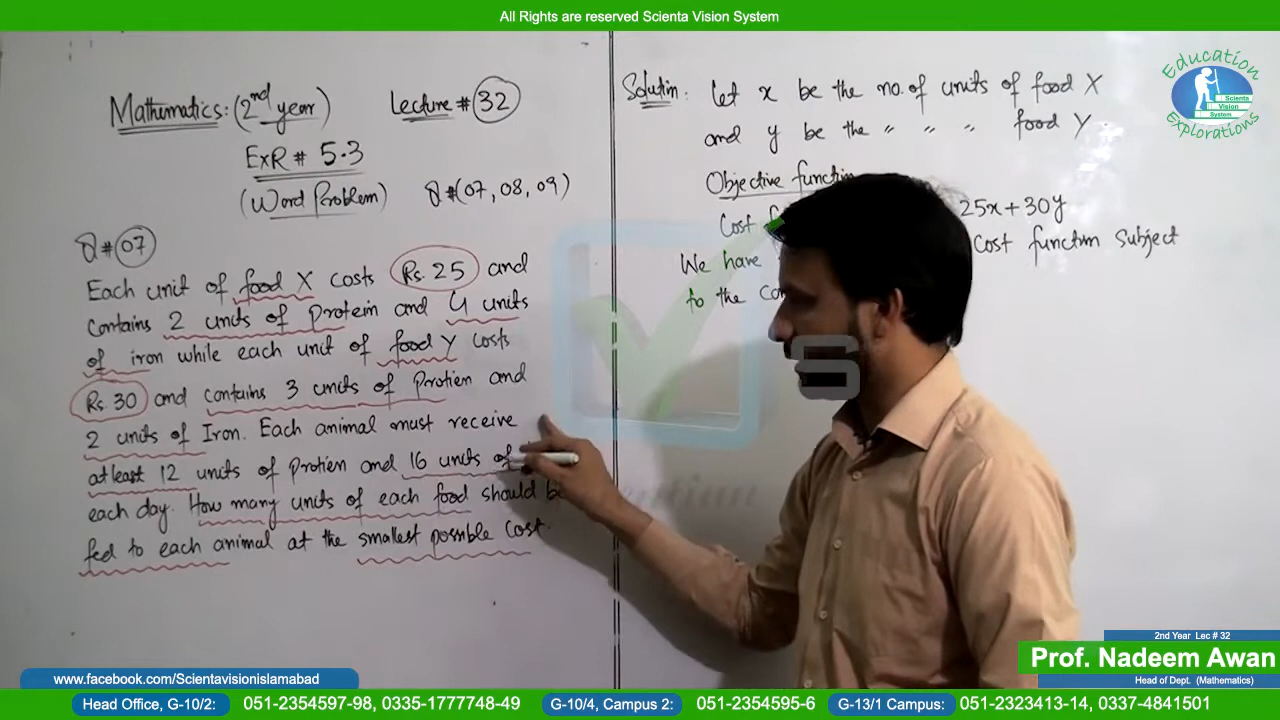 All Rights are reserved Scienta Vision System
Mathematics: (2nd year) Lecture # 32
ExR # 5.3
(Word Problem) Q #(07, 08, 09)
Q # 07
Each unit of food X costs Rs. 25 and
Contains 2 units of Protein and 4 units
of iron while each unit of food Y Costs
Rs. 30 and contains 3 units of Protien and
2 units of Iron. Each animal must receive
at least 12 units of Protien and 16 units of
each day. How many units of each food should be
fed to each animal at the smallest possible cost.
Solution: Let x be the no. of units of food X
and y be the " " " food Y.
Objective function
Cost 25x + 30y
We have Cost function Subject
to the
Education
Scienta
Vision
System
Explorations
S
2nd Year Lec # 32
Prof. Nadeem Awan
Head of Dept. (Mathematics)
www.facebook.com/Scientavisionislamabad
Head Office, G-10/2: 051-2354597-98, 0335-1777748-49 G-10/4, Campus 2: 051-2354595-6 G-13/1 Campus: 051-2323413-14, 0337-4841501